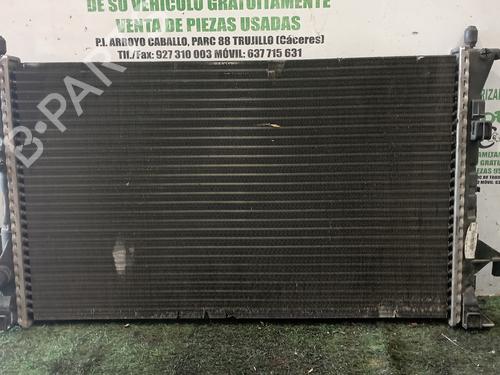 DE SU VEHÍCULO GRATUITAMENTE
VENTA DE PIEZAS USADAS
P.I. ARROYO CABALLO, PARC 88 TRUJILLO (Cáceres)
Tlf./fax: 927 310 003 MÓVIL. 637 715 631
B-PAR